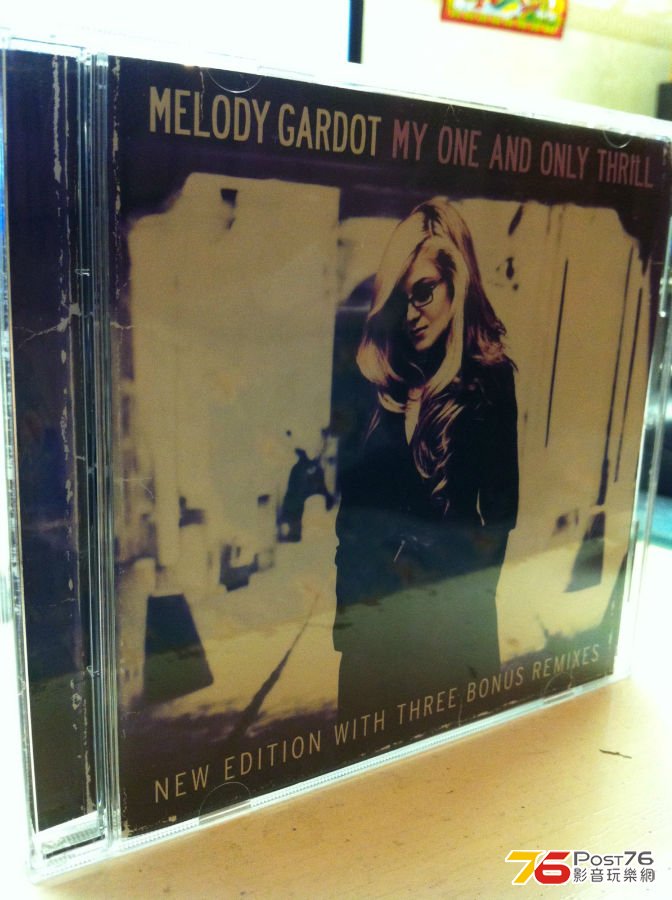 MELODY GARDOT MY ONE AND ONLY THRILL
NEW EDITION WITH THREE BONUS REMIXES
76 POST76
影音玩樂網